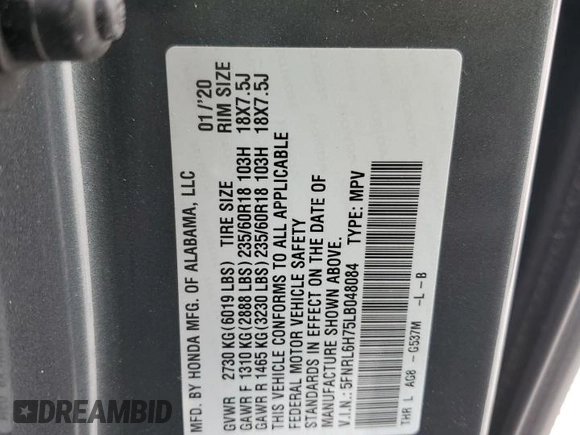 MFD. BY HONDA MFG. OF ALABAMA, LLC 01/'20
GVWR 2730 KG(6019 LBS) TIRE SIZE RIM SIZE
GAWR F 1310 KG(2888 LBS) 235/60R18 103H 18X7.5J
GAWR R 1465 KG(3230 LBS) 235/60R18 103H 18X7.5J
THIS VEHICLE CONFORMS TO ALL APPLICABLE
FEDERAL MOTOR VEHICLE SAFETY
STANDARDS IN EFFECT ON THE DATE OF
MANUFACTURE SHOWN ABOVE.
V.I.N.: 5FNRL6H75LB048084 TYPE: MPV
THR L AG8 -G537M -L-B
DREAMBID